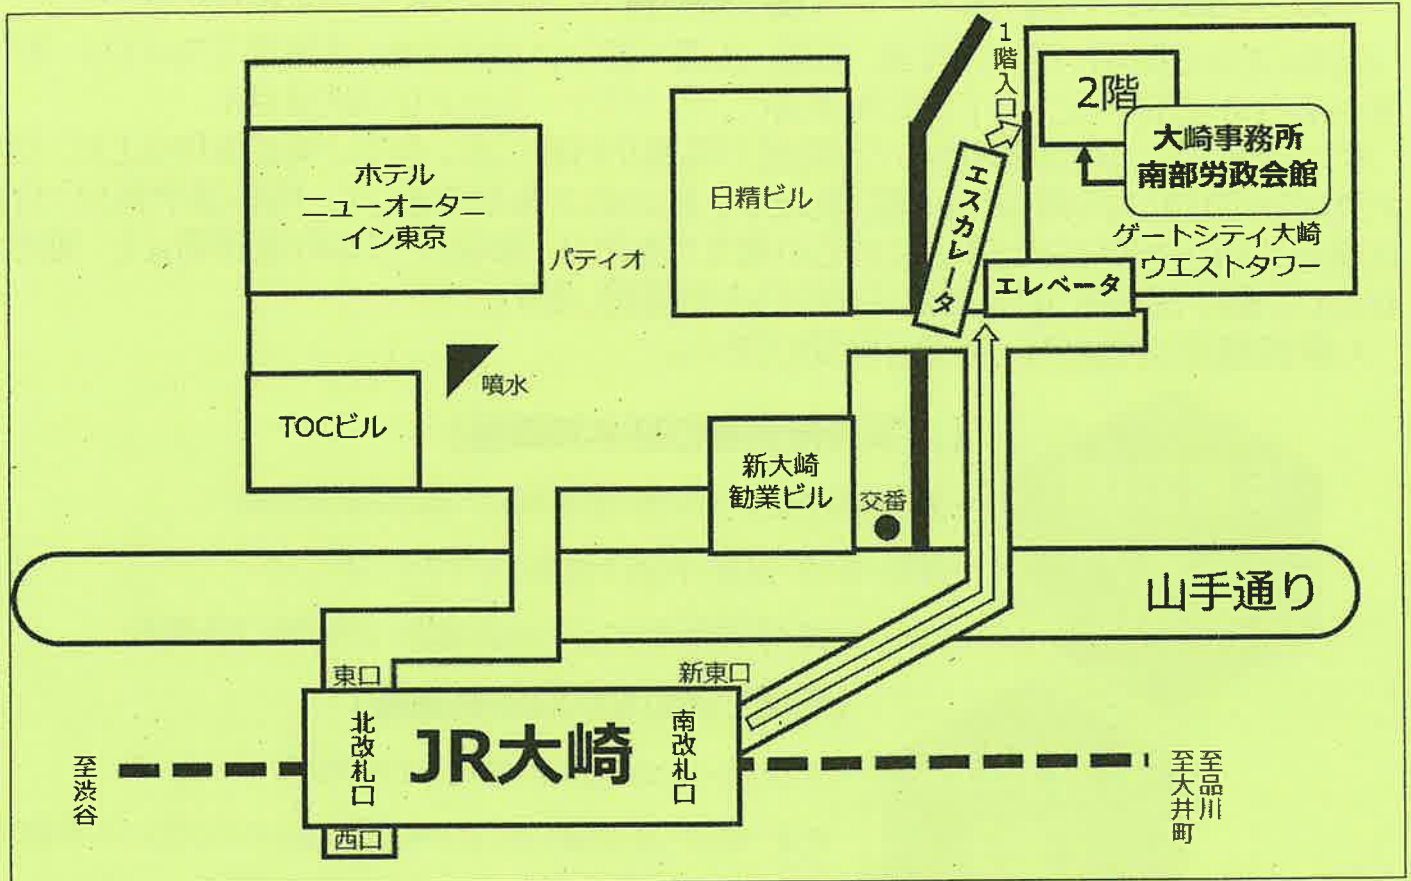 1階入口
2階
大崎事務所
南部労政会館
ゲートシティ大崎
ウエストタワー
エスカレータ
エレベータ
ホテル
ニューオータニ
イン東京
パティオ
日精ビル
噴水
TOCビル
新大崎
勧業ビル
交番
山手通り
東口
新東口
北改札口
JR大崎
南改札口
西口
至渋谷
至品川
至大井町